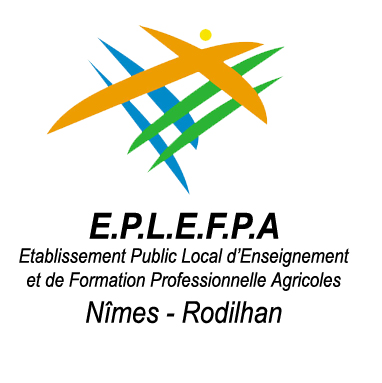 E.P.L.E.F.P.A
Etablissement Public Local d'Enseignement
et de Formation Professionnelle Agricoles
Nîmes - Rodilhan